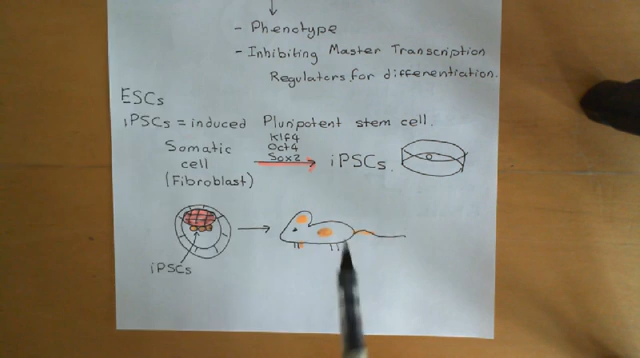 - Phenotype
- Inhibiting Master Transcription
Regulators for differentiation.
ESCs
iPSCs = induced Pluripotent stem cell.
Somatic
cell
(Fibroblast)
Klf4
Oct4
Sox2
iPSCs.
iPSCs